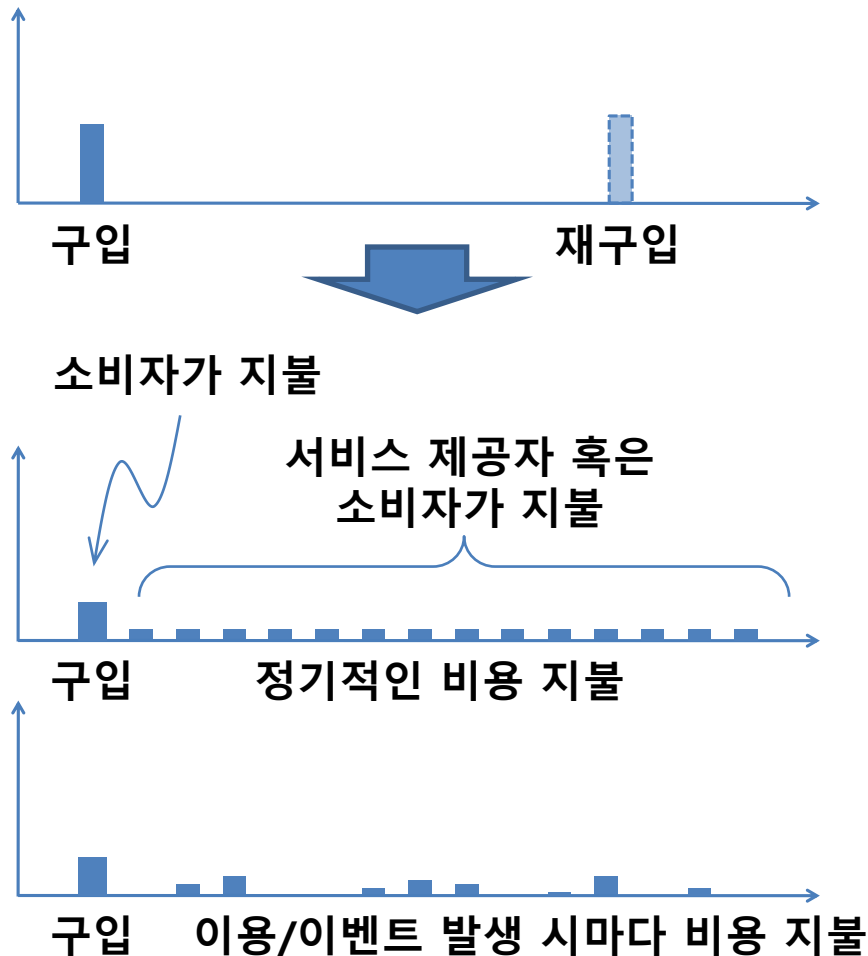 구입
재구입
소비자가 지불
서비스 제공자 혹은
소비자가 지불
구입
정기적인 비용 지불
구입
이용/이벤트 발생 시마다 비용 지불